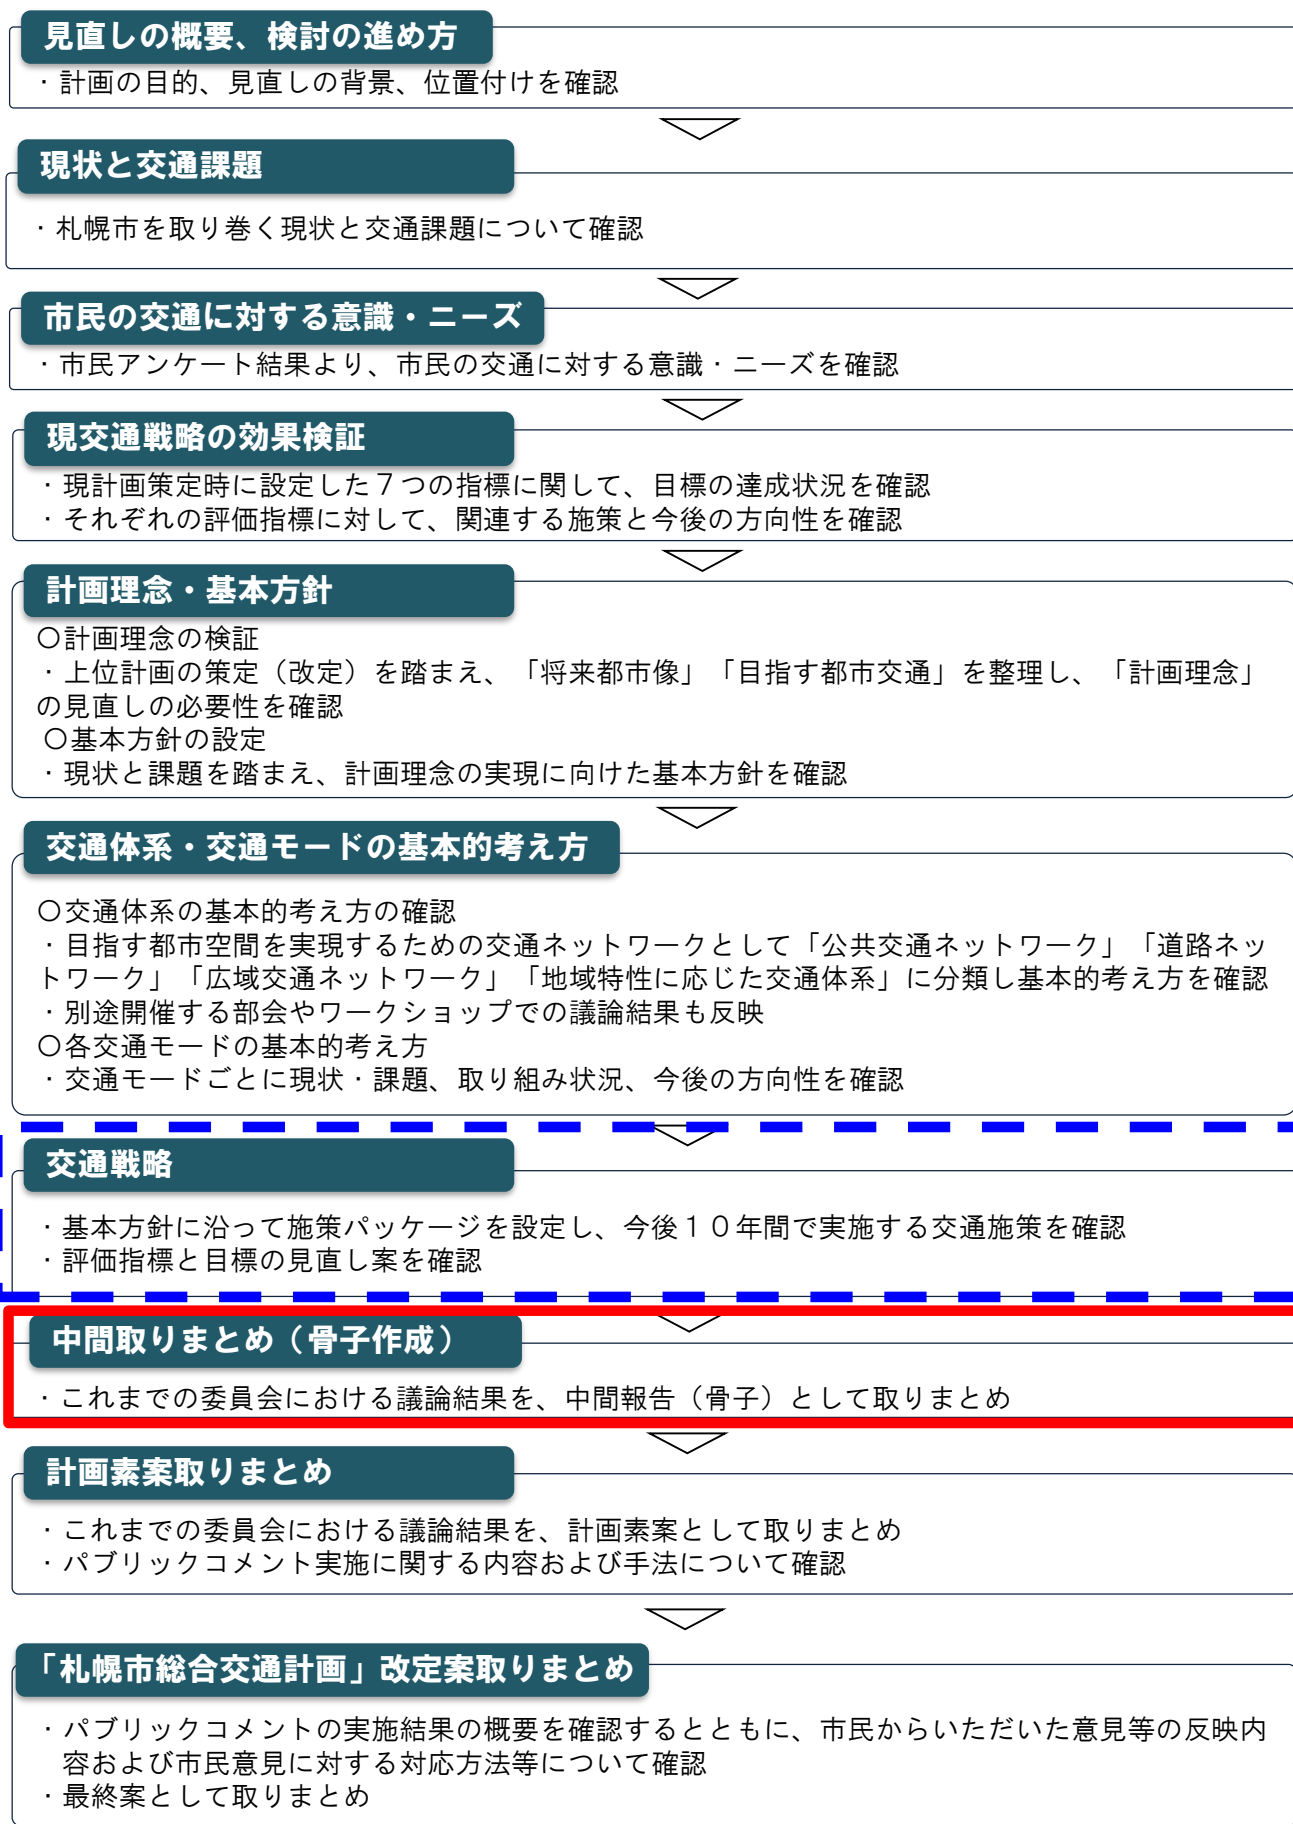 見直しの概要、検討の進め方
・計画の目的、見直しの背景、位置付けを確認
現状と交通課題
・札幌市を取り巻く現状と交通課題について確認
市民の交通に対する意識・ニーズ
・市民アンケート結果より、市民の交通に対する意識・ニーズを確認
現交通戦略の効果検証
・現計画策定時に設定した７つの指標に関して、目標の達成状況を確認
・それぞれの評価指標に対して、関連する施策と今後の方向性を確認
計画理念・基本方針
〇計画理念の検証
・上位計画の策定（改定）を踏まえ、「将来都市像」「目指す都市交通」を整理し、「計画理念」
の見直しの必要性を確認
〇基本方針の設定
・現状と課題を踏まえ、計画理念の実現に向けた基本方針を確認
交通体系・交通モードの基本的考え方
〇交通体系の基本的考え方の確認
・目指す都市空間を実現するための交通ネットワークとして「公共交通ネットワーク」「道路ネッ
トワーク」「広域交通ネットワーク」「地域特性に応じた交通体系」に分類し基本的考え方を確認
・別途開催する部会やワークショップでの議論結果も反映
〇各交通モードの基本的考え方
・交通モードごとに現状・課題、取り組み状況、今後の方向性を確認
交通戦略
・基本方針に沿って施策パッケージを設定し、今後１０年間で実施する交通施策を確認
・評価指標と目標の見直し案を確認
中間取りまとめ（骨子作成）
・これまでの委員会における議論結果を、中間報告（骨子）として取りまとめ
計画素案取りまとめ
・これまでの委員会における議論結果を、計画素案として取りまとめ
・パブリックコメント実施に関する内容および手法について確認
「札幌市総合交通計画」改定案取りまとめ
・パブリックコメントの実施結果の概要を確認するとともに、市民からいただいた意見等の反映内
容および市民意見に対する対応方法等について確認
・最終案として取りまとめ